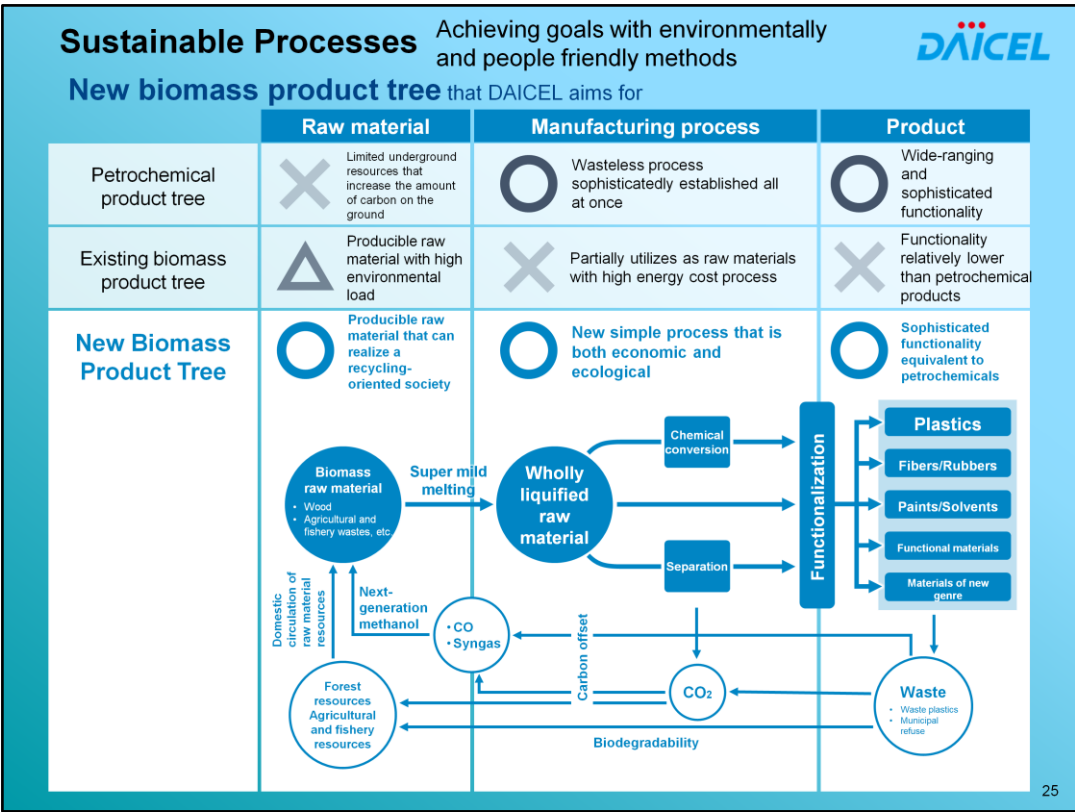 Sustainable Processes
Achieving goals with environmentally
and people friendly methods
DAICEL
New biomass product tree that DAICEL aims for
Raw material
Manufacturing process
Product
Petrochemical
product tree
Limited underground
resources that
increase the amount
of carbon on the
ground
Wasteless process
sophisticatedly established all
at once
Wide-ranging
and
sophisticated
functionality
Existing biomass
product tree
Producible raw
material with high
environmental
load
Partially utilizes as raw materials
with high energy cost process
Functionality
relatively lower
than petrochemical
products
New Biomass
Product Tree
Producible raw
material that can
realize a
recycling-
oriented society
New simple process that is
both economic and
ecological
Sophisticated
functionality
equivalent to
petrochemicals
Biomass
raw material
• Wood
• Agricultural and
fishery wastes, etc.
Super mild
melting
Wholly
liquified
raw
material
Chemical
conversion
Separation
Functionalization
Plastics
Fibers/Rubbers
Paints/Solvents
Functional materials
Materials of new
genre
Domestic
circulation of
raw material
resources
Next-
generation
methanol
• CO
• Syngas
Carbon offset
CO2
Waste
• Waste plastics
• Municipal
refuse
Forest
resources
Agricultural
and fishery
resources
Biodegradability
25